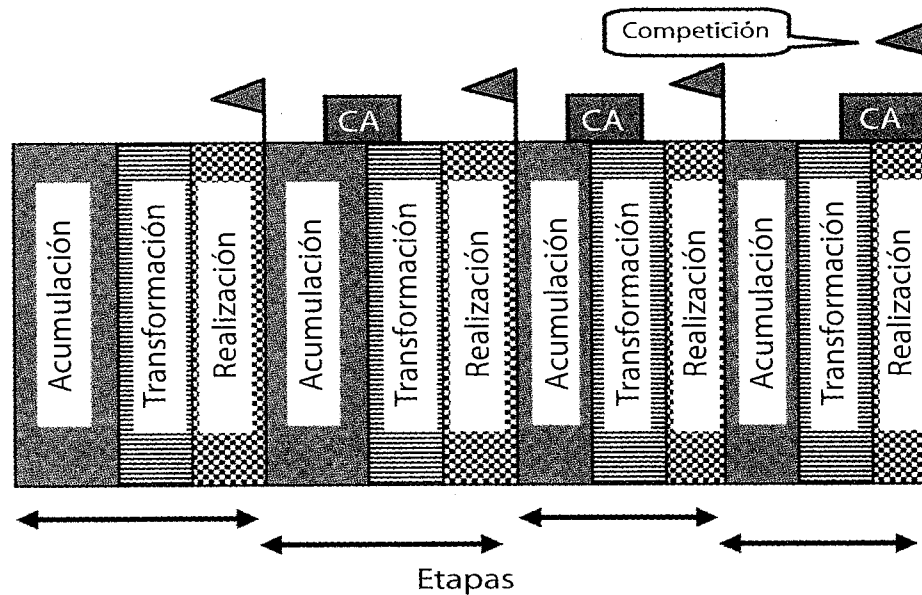 Competición
CA
CA
CA
Acumulación
Transformación
Realización
Acumulación
Transformación
Realización
Acumulación
Transformación
Realización
Acumulación
Transformación
Realización
Etapas